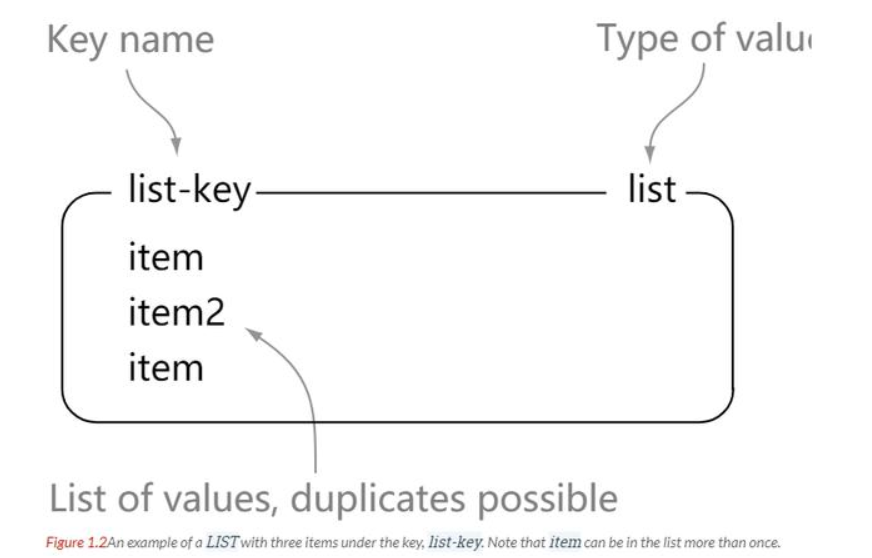 Key name
Type of valu
list-key
list
item
item2
item
List of values, duplicates possible
Figure 1.2An example of a LIST with three items under the key, list-key. Note that item can be in the list more than once.